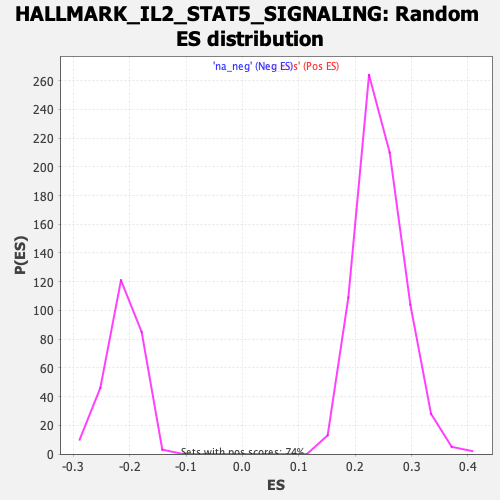 HALLMARK_IL2_STAT5_SIGNALING: Random
ES distribution
'na_neg' (Neg ES)s' (Pos ES)
P(ES)
260
240
220
200
180
160
140
120
100
80
60
40
20
0
Sets with pos scores: 74%
-0.3 -0.2 -0.1 0.0 0.1 0.2 0.3 0.4
ES